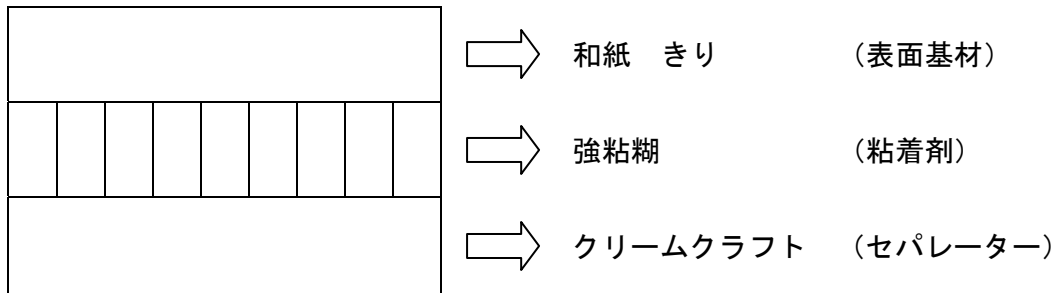 和紙　きり　（表面基材）
強粘糊　（粘着剤）
クリームクラフト　（セパレーター）